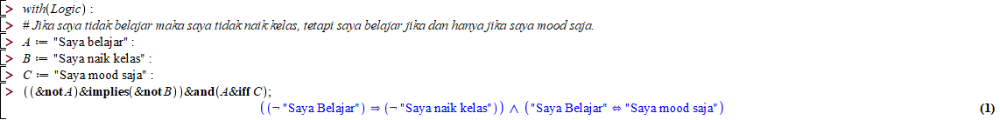 > with(Logic) :
> # Jika saya tidak belajar maka saya tidak naik kelas, tetapi saya belajar jika dan hanya jika saya mood saja.
> A := "Saya belajar" :
> B := "Saya naik kelas" :
> C := "Saya mood saja" :
> ((&not A) &implies (&not B)) &and (A &iff C);
((¬ "Saya Belajar") ⇒ (¬ "Saya naik kelas")) ∧ ("Saya Belajar" ⇔ "Saya mood saja") (1)